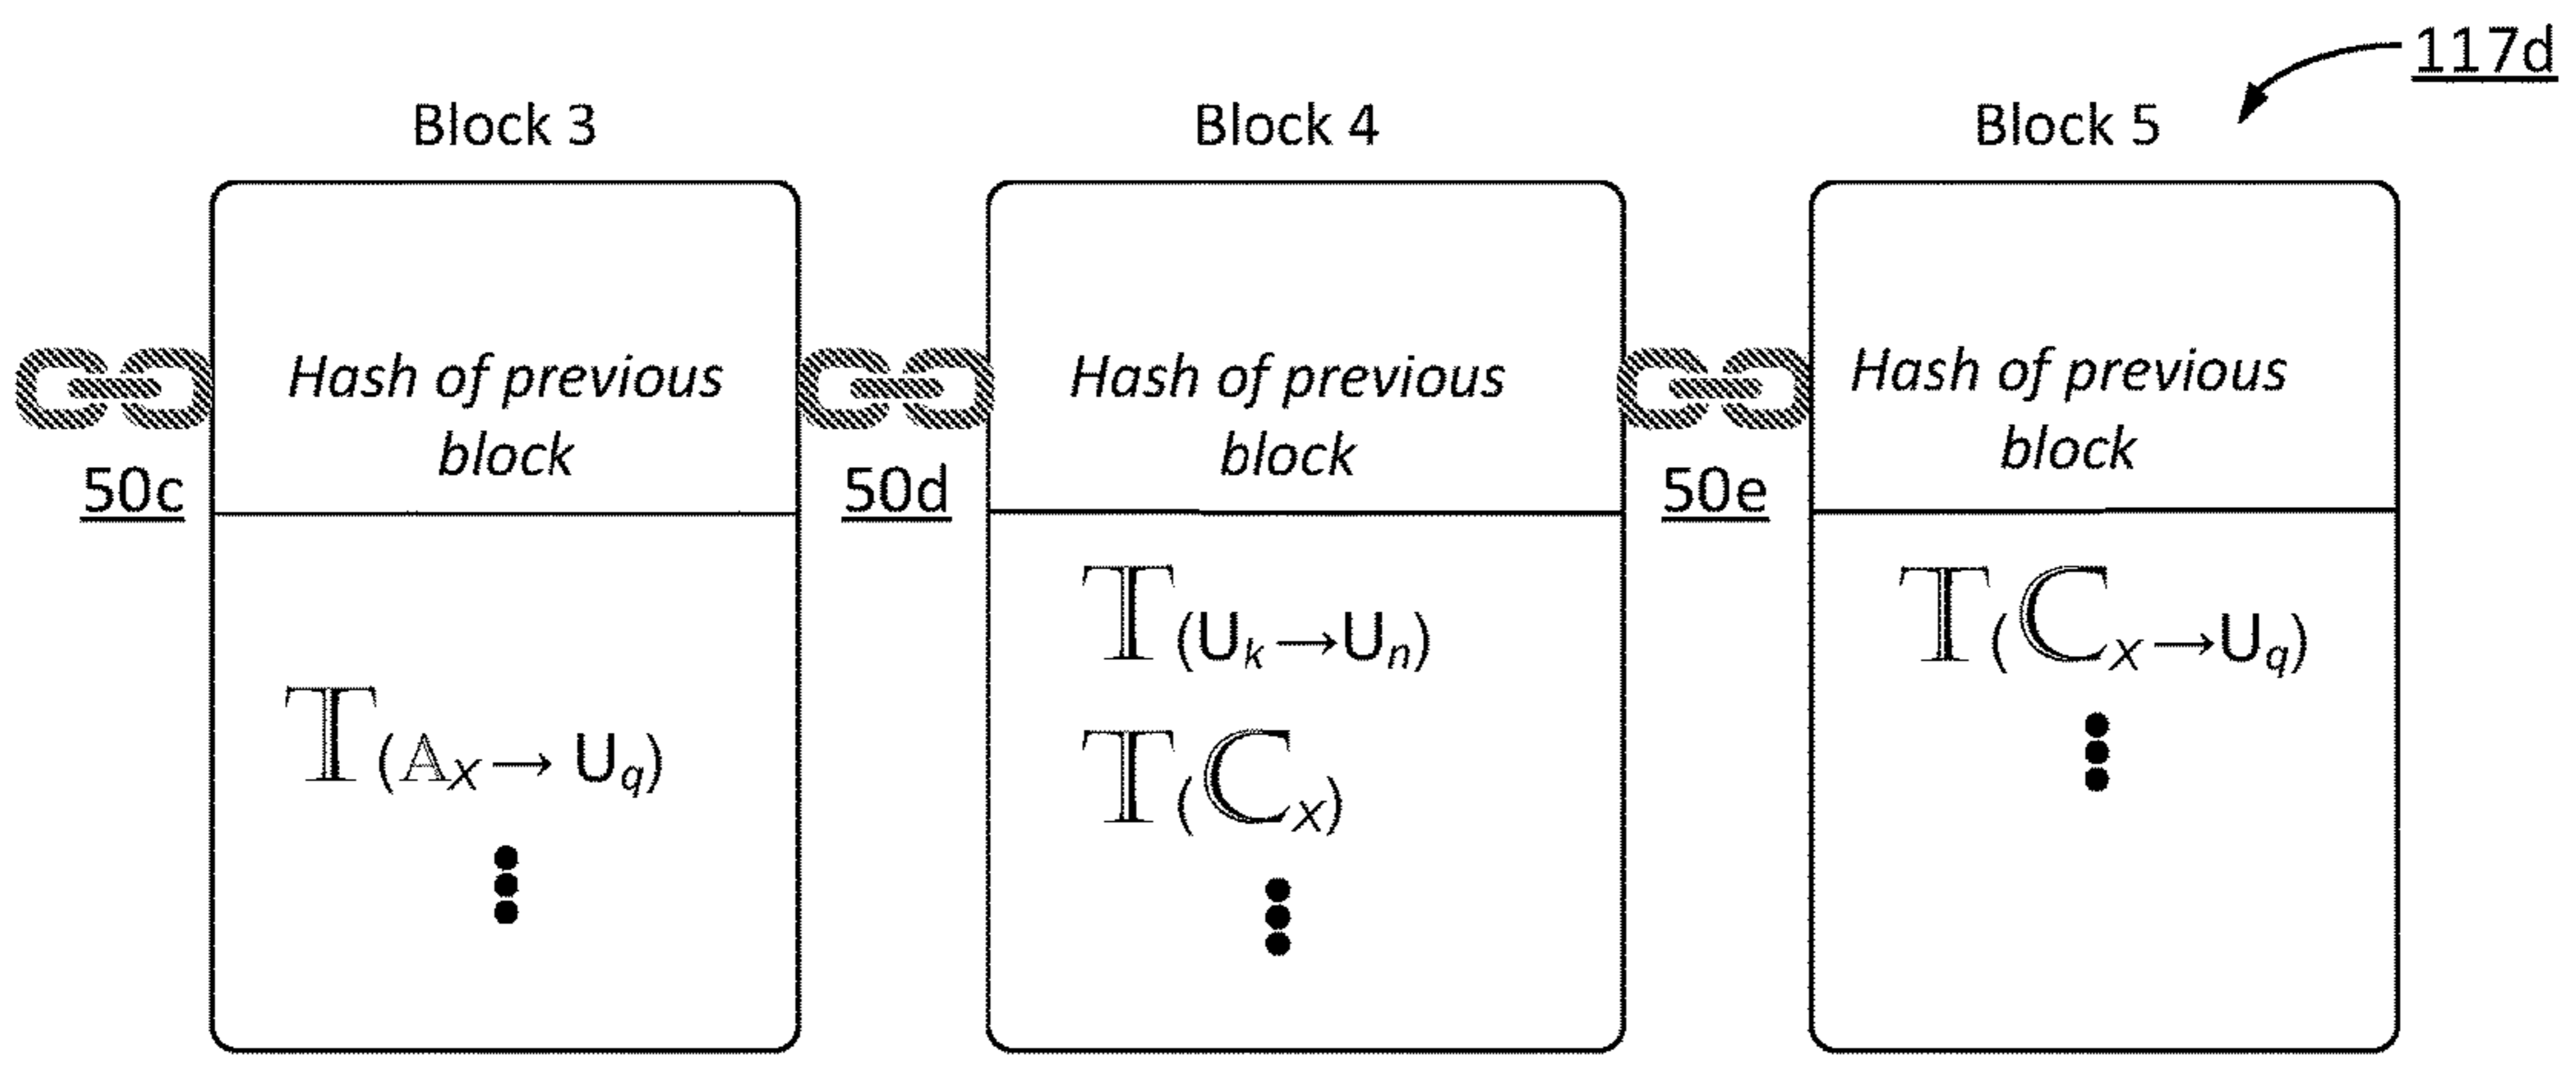 117d
Block 3
Block 4
Block 5
Hash of previous
block
50c
𝕋(𝔸x→ Uq)
Hash of previous
block
50d
𝕋(Uk→Un)
𝕋(ℂx)
Hash of previous
block
50e
𝕋(ℂx→Uq)